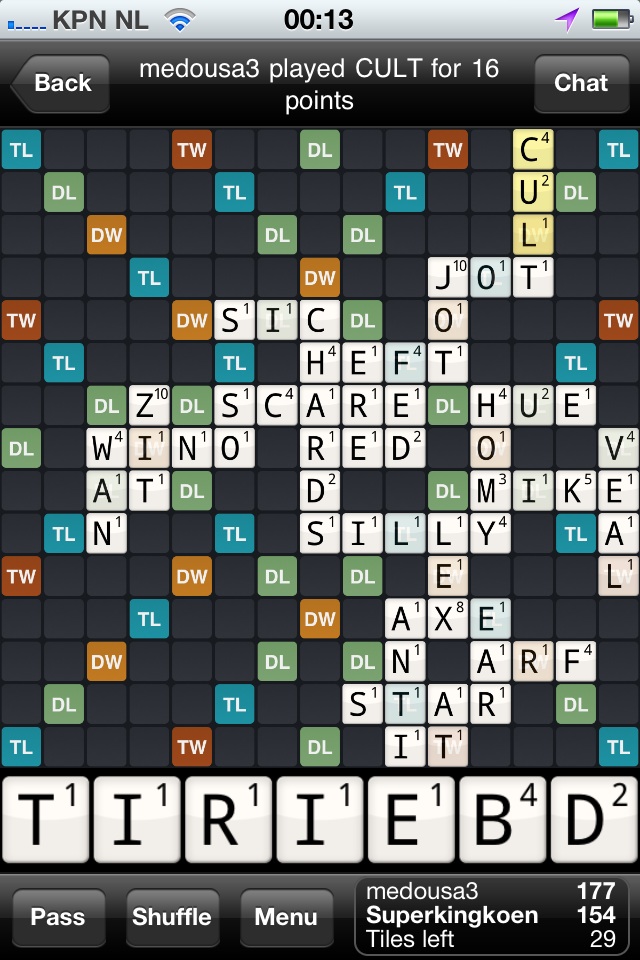 KPN NL 00:13
Back medousa3 played CULT for 16 points Chat
TL TW DL TW C4 TL
DL TL TL U2 DL
DW DL DL L1
TL DW J10 O1 T1
TW DW S1 I1 C4 DL O1 TW
TL TL H4 E1 F4 T1 TL
DL Z10 DL S1 C4 A1 R1 E1 DL H4 U2 E1
DL W4 I1 N1 O1 R1 E1 D2 O1 V4
A1 T1 DL D2 DL M3 I1 K5 E1
TL N1 TL S1 I1 L1 L1 Y4 TL A1
TW DW DL DL E1 L1
TL DW A1 X8 E1
DW DL DL N1 A1 R1 F4
DL TL S1 T1 A1 R1 DL
TL TW DL I1 T1 TL
T1 I1 R1 I1 E1 B4 D2
Pass Shuffle Menu
medousa3 177
Superkingkoen 154
Tiles left 29